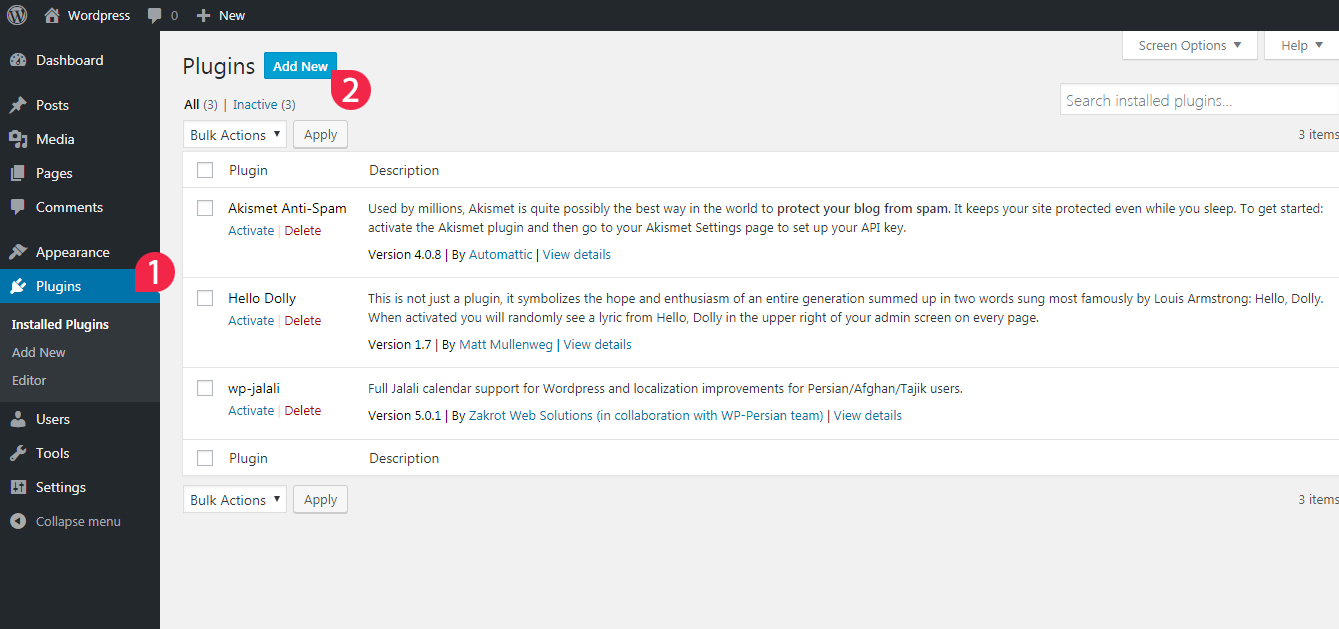 Wordpress 0 New
Dashboard
Posts
Media
Pages
Comments
Appearance
Plugins
1
Installed Plugins
Add New
Editor
Users
Tools
Settings
Collapse menu
Screen Options ▼ Help ▼
Plugins Add New
2
All (3) | Inactive (3)
Search installed plugins...
Bulk Actions ▼ Apply
3 items
Plugin Description
Akismet Anti-Spam
Activate | Delete
Used by millions, Akismet is quite possibly the best way in the world to protect your blog from spam. It keeps your site protected even while you sleep. To get started:
activate the Akismet plugin and then go to your Akismet Settings page to set up your API key.
Version 4.0.8 | By Automattic | View details
Hello Dolly
Activate | Delete
This is not just a plugin, it symbolizes the hope and enthusiasm of an entire generation summed up in two words sung most famously by Louis Armstrong: Hello, Dolly.
When activated you will randomly see a lyric from Hello, Dolly in the upper right of your admin screen on every page.
Version 1.7 | By Matt Mullenweg | View details
wp-jalali
Activate | Delete
Full Jalali calendar support for Wordpress and localization improvements for Persian/Afghan/Tajik users.
Version 5.0.1 | By Zakrot Web Solutions (in collaboration with WP-Persian team) | View details
Plugin Description
Bulk Actions ▼ Apply
3 items